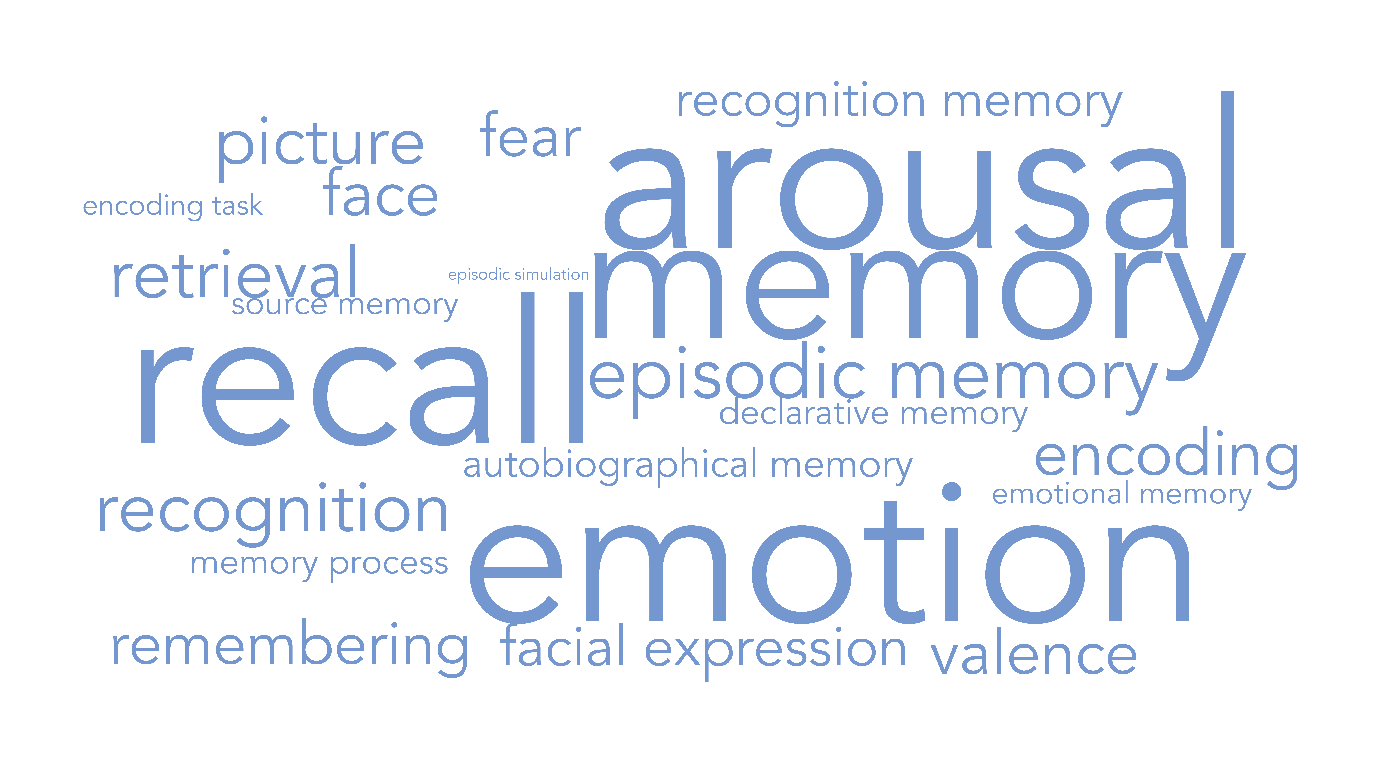 recognition memory
picture
fear
arousal
face
encoding task
retrieval
episodic simulation
memory
source memory
recall
episodic memory
declarative memory
autobiographical memory
encoding
emotional memory
recognition
memory process
emotion
remembering
facial expression
valence